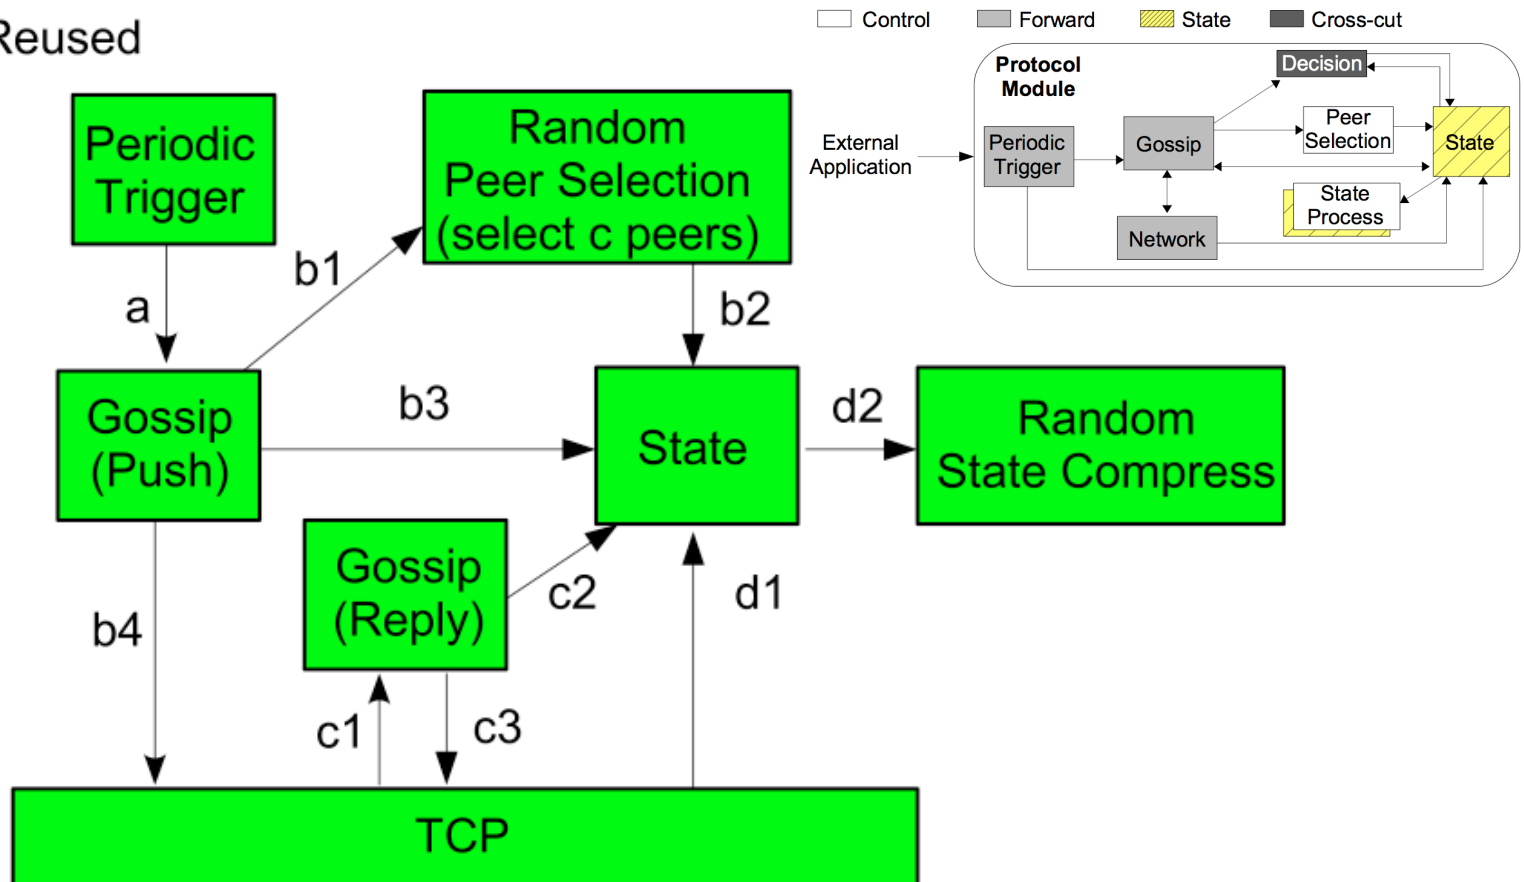 Reused
Control
Forward
State
Cross-cut
Periodic
Trigger
Random
Peer Selection
(select c peers)
a
b1
b2
Gossip
(Push)
b3
State
d2
Random
State Compress
b4
Gossip
(Reply)
c2
d1
c1
c3
TCP
Protocol
Module
Decision
External
Application
Periodic
Trigger
Gossip
Peer
Selection
State
State
Process
Network